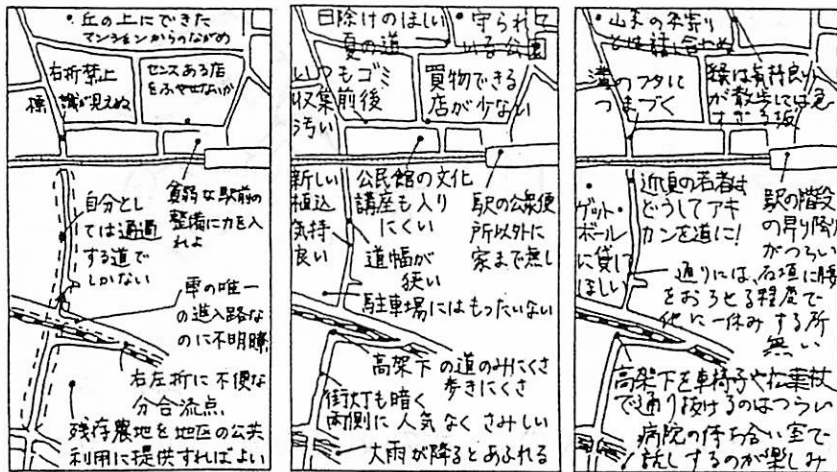 ・丘の上にできた
マンションからのながめ
右折禁止
標識が見えぬ
センスある店
をふやせないか
自分とし
ては通過
する道で
しかない
貧弱な駅前の
整備に力を入
れよ
車の唯一
の進入路な
のに不明瞭
右左折に不便な
分合流点
残存農地を地区の公共
利用に提供すればよい
日除けのほしい
夏の道
守られて
いる公園
いつもゴミ
収集前後
汚い
買物できる
店が少ない
新しい
植込
気持
良い
公民館の文化
講座も入り
にくい
駅の公衆便
所以外に
家まで無し
道幅が
狭い
駐車場にはもったいない
高架下の道のみにくさ
歩きにくさ
街灯も暗く
両側に人気なくさみしい
大雨が降るとあふれる
とは話し合わぬ
溝のフタに
つまづく
緑は気持良い
が散歩には急
すぎる坂
ゲット
ボール
に貸して
ほしい
近頃の若者は
どうしてアキ
カンを道に!
駅の階段
の昇り降り
がつらい
通りには、石垣に腰
をおろせる程度で
他に一休みする所
無い
高架下を車椅子や松葉杖
で通り抜けるのはつらい
病院の待ち合い室で
話しするのが楽しみ